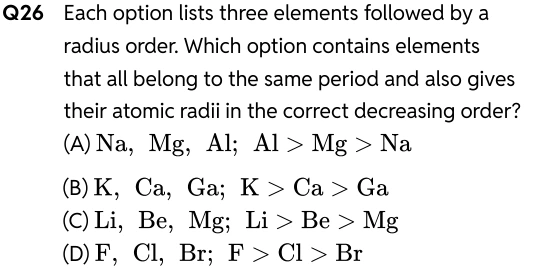 Q26 Each option lists three elements followed by a
radius order. Which option contains elements
that all belong to the same period and also gives
their atomic radii in the correct decreasing order?
(A) Na, Mg, Al; Al > Mg > Na
(B) K, Ca, Ga; K > Ca > Ga
(C) Li, Be, Mg; Li > Be > Mg
(D) F, Cl, Br; F > Cl > Br